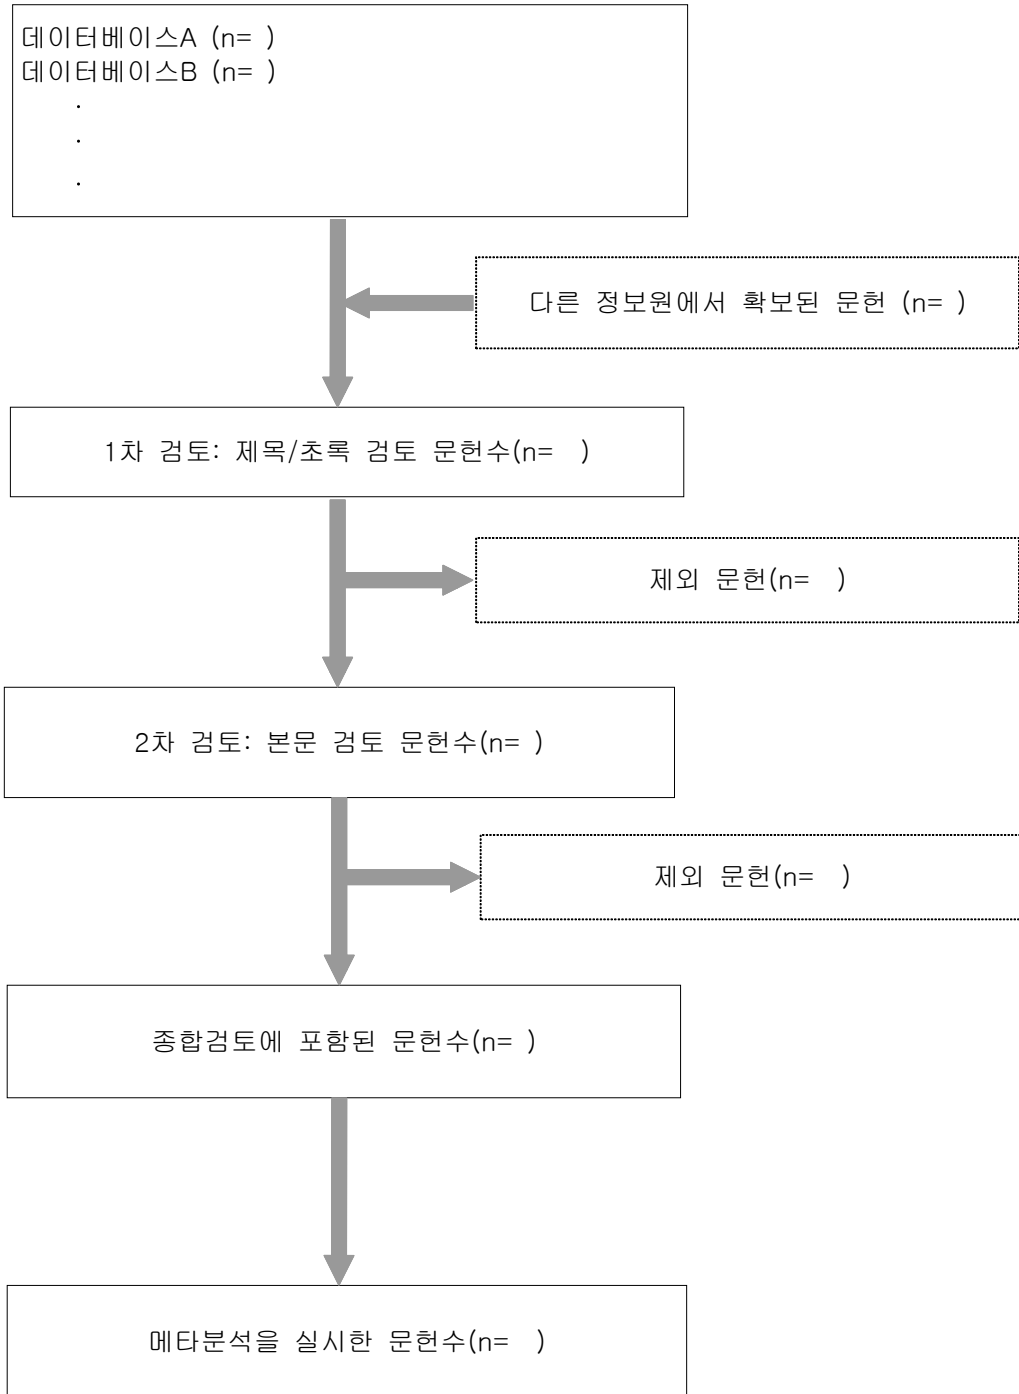 데이터베이스A (n= )
데이터베이스B (n= )
.
.
.
다른 정보원에서 확보된 문헌 (n= )
1차 검토: 제목/초록 검토 문헌수(n=  )
제외 문헌(n=  )
2차 검토: 본문 검토 문헌수(n= )
제외 문헌(n=  )
종합검토에 포함된 문헌수(n= )
메타분석을 실시한 문헌수(n=  )